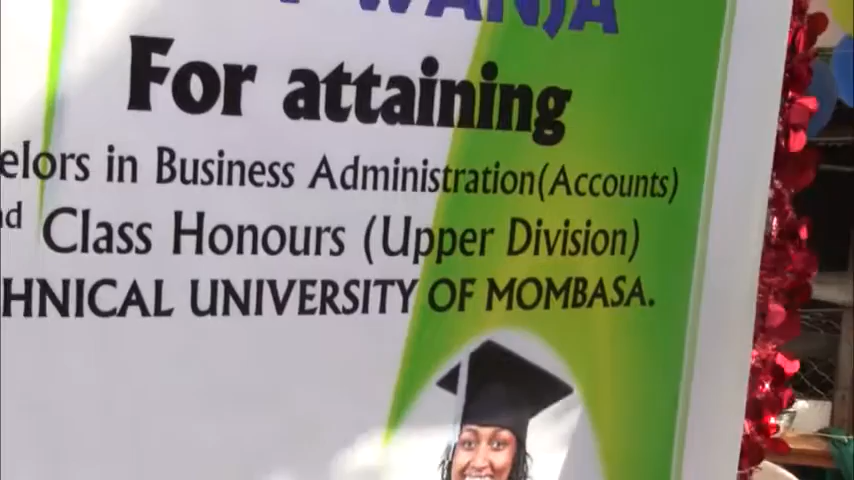 WANJA
For attaining
elors in Business Administration(Accounts)
nd Class Honours (Upper Division)
HNICAL UNIVERSITY OF MOMBASA.